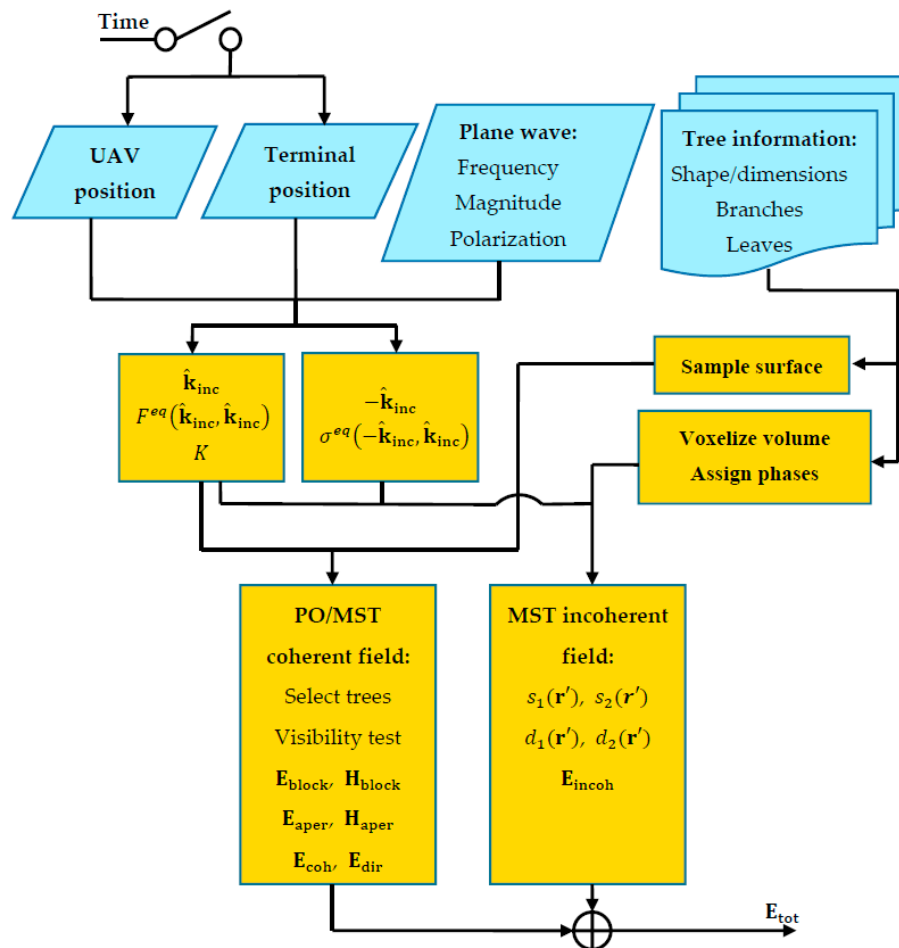 Time
UAV
position
Terminal
position
Plane wave:
Frequency
Magnitude
Polarization
Tree information:
Shape/dimensions
Branches
Leaves
k̂inc
F^eq(k̂inc, k̂inc)
K
−k̂inc
σ^eq(−k̂inc, k̂inc)
Sample surface
Voxelize volume
Assign phases
PO/MST
coherent field:
Select trees
Visibility test
Eblock, Hblock
Eaper, Haper
Ecoh, Edir
MST incoherent
field:
s₁(r′), s₂(r′)
d₁(r′), d₂(r′)
Eincoh
Etot